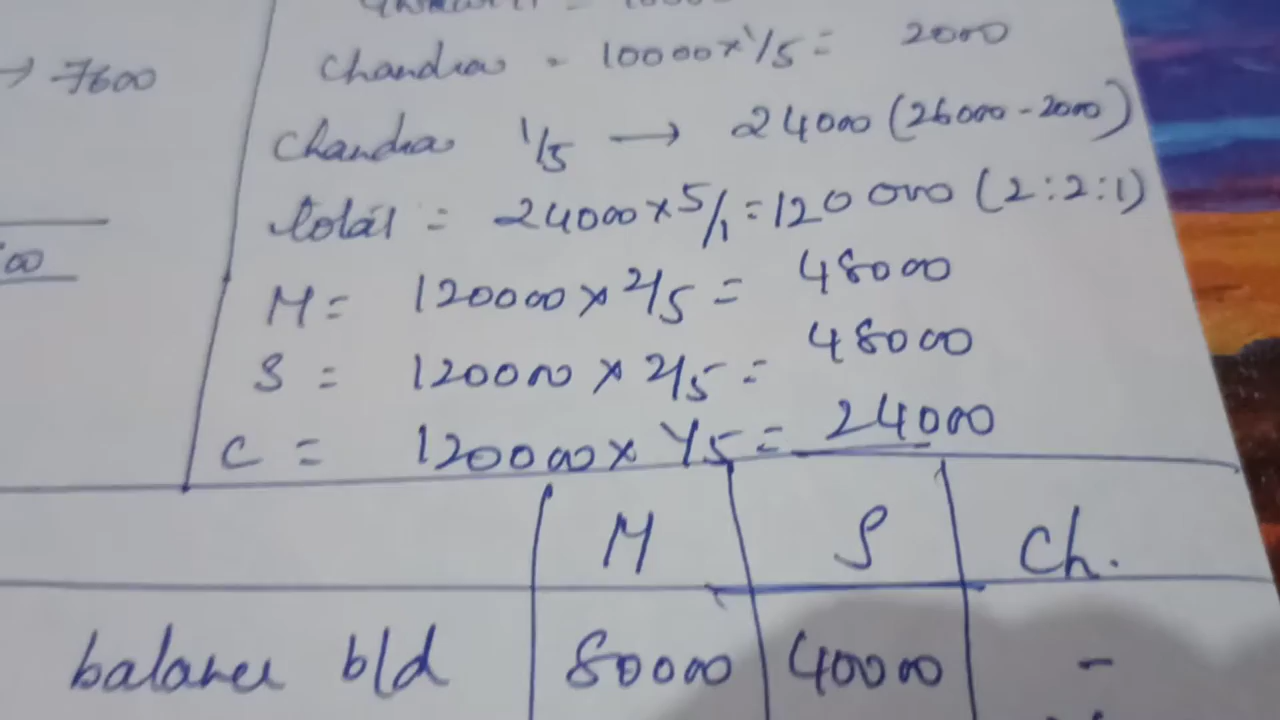 → 7600
Chandra = 10000 x 1/5 = 2000
Chandra 1/5 → 24000 (26000 - 2000)
total = 24000 x 5/1 = 120000 (2:2:1)
M = 120000 x 2/5 = 48000
S = 120000 x 2/5 = 48000
C = 120000 x 1/5 = 24000
M S Ch.
balance b/d 80000 40000 -